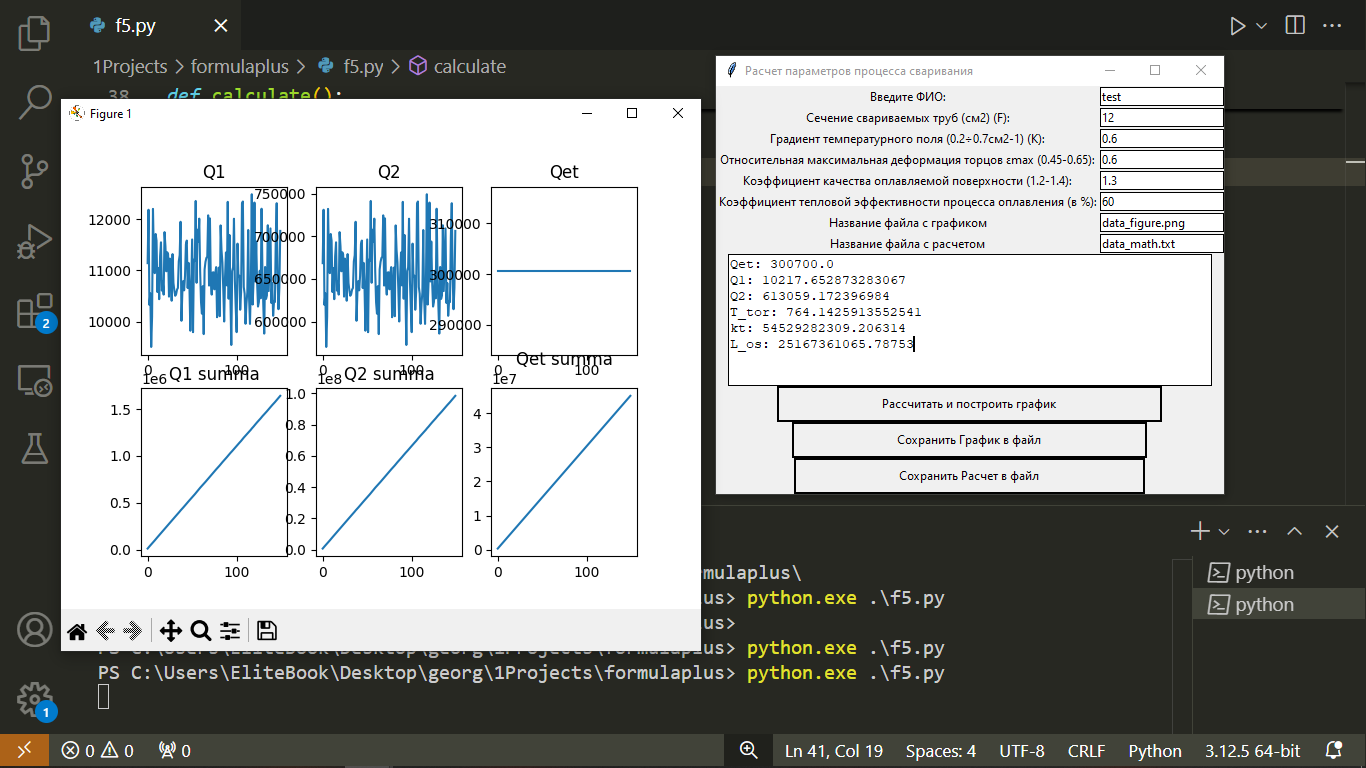 f5.py
1Projects > formulaplus > f5.py > calculate
38 def calculate():
Figure 1
Q1
Q2
Qet
12000
11000
10000
0
100
750000
700000
650000
600000
0
100
310000
300000
290000
0
100
Q1 summa
Q2 summa
Qet summa
1e6
1.5
1.0
0.5
0.0
0
100
1e8
1.0
0.8
0.6
0.4
0.2
0.0
0
100
1e7
4
3
2
1
0
0
100
Расчет параметров процесса сваривания
Введите ФИО: test
Сечение свариваемых труб (см2) (F): 12
Градиент температурного поля (0.2÷0.7см2-1) (К): 0.6
Относительная максимальная деформация торцов εmax (0.45-0.65): 0.6
Коэффициент качества оплавляемой поверхности (1.2-1.4): 1.3
Коэффициент тепловой эффективности процесса оплавления (в %): 60
Название файла с графиком data_figure.png
Название файла с расчетом data_math.txt
Qet: 300700.0
Q1: 10217.652873283067
Q2: 613059.172396984
T_tor: 764.1425913552541
kt: 54529282309.206314
L_os: 25167361065.78753
Рассчитать и построить график
Сохранить График в файл
Сохранить Расчет в файл
mulaplus\
us> python.exe .\f5.py
us>
PS C:\Users\EliteBook\Desktop\georg\1Projects\formulaplus> python.exe .\f5.py
PS C:\Users\EliteBook\Desktop\georg\1Projects\formulaplus> python.exe .\f5.py
python
python
2
1
0 0 0
Ln 41, Col 19 Spaces: 4 UTF-8 CRLF Python 3.12.5 64-bit